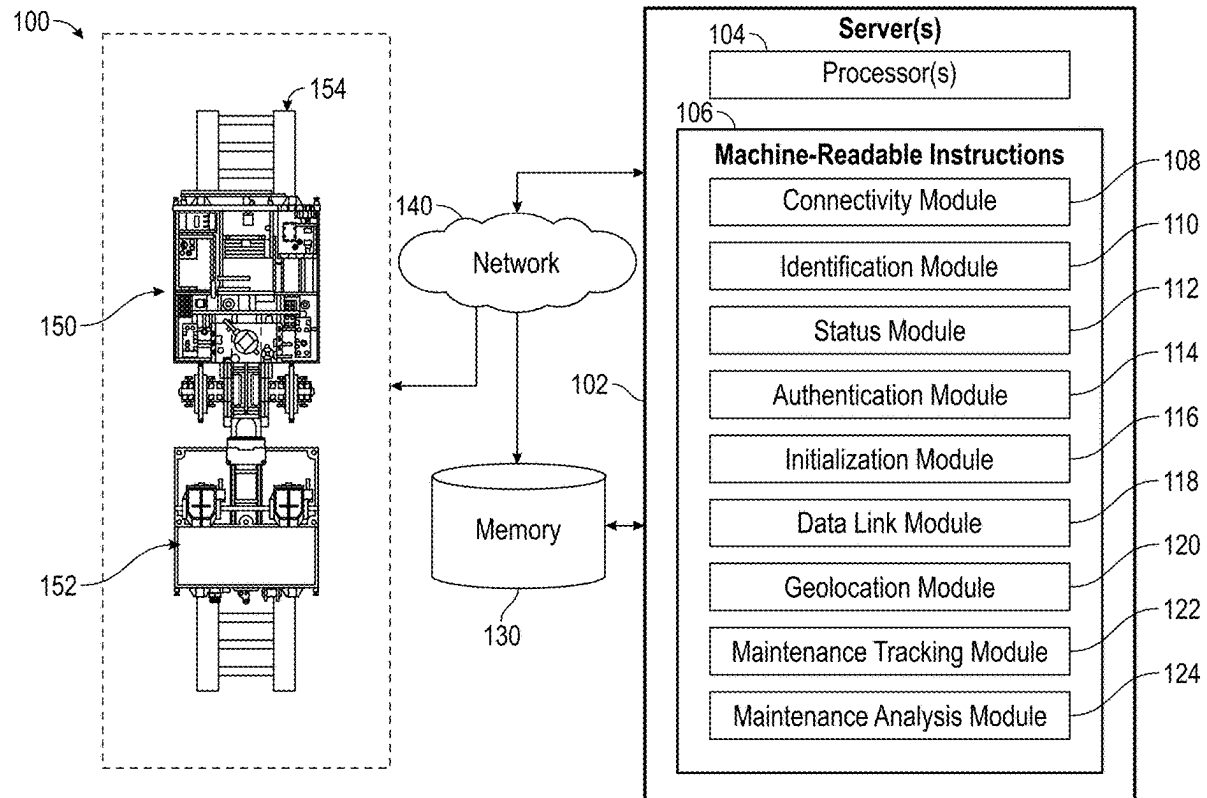 100
154
150
152
140
Network
Memory
130
102
Server(s)
104
Processor(s)
106
Machine-Readable Instructions
Connectivity Module
108
Identification Module
110
Status Module
112
Authentication Module
114
Initialization Module
116
Data Link Module
118
Geolocation Module
120
Maintenance Tracking Module
122
Maintenance Analysis Module
124